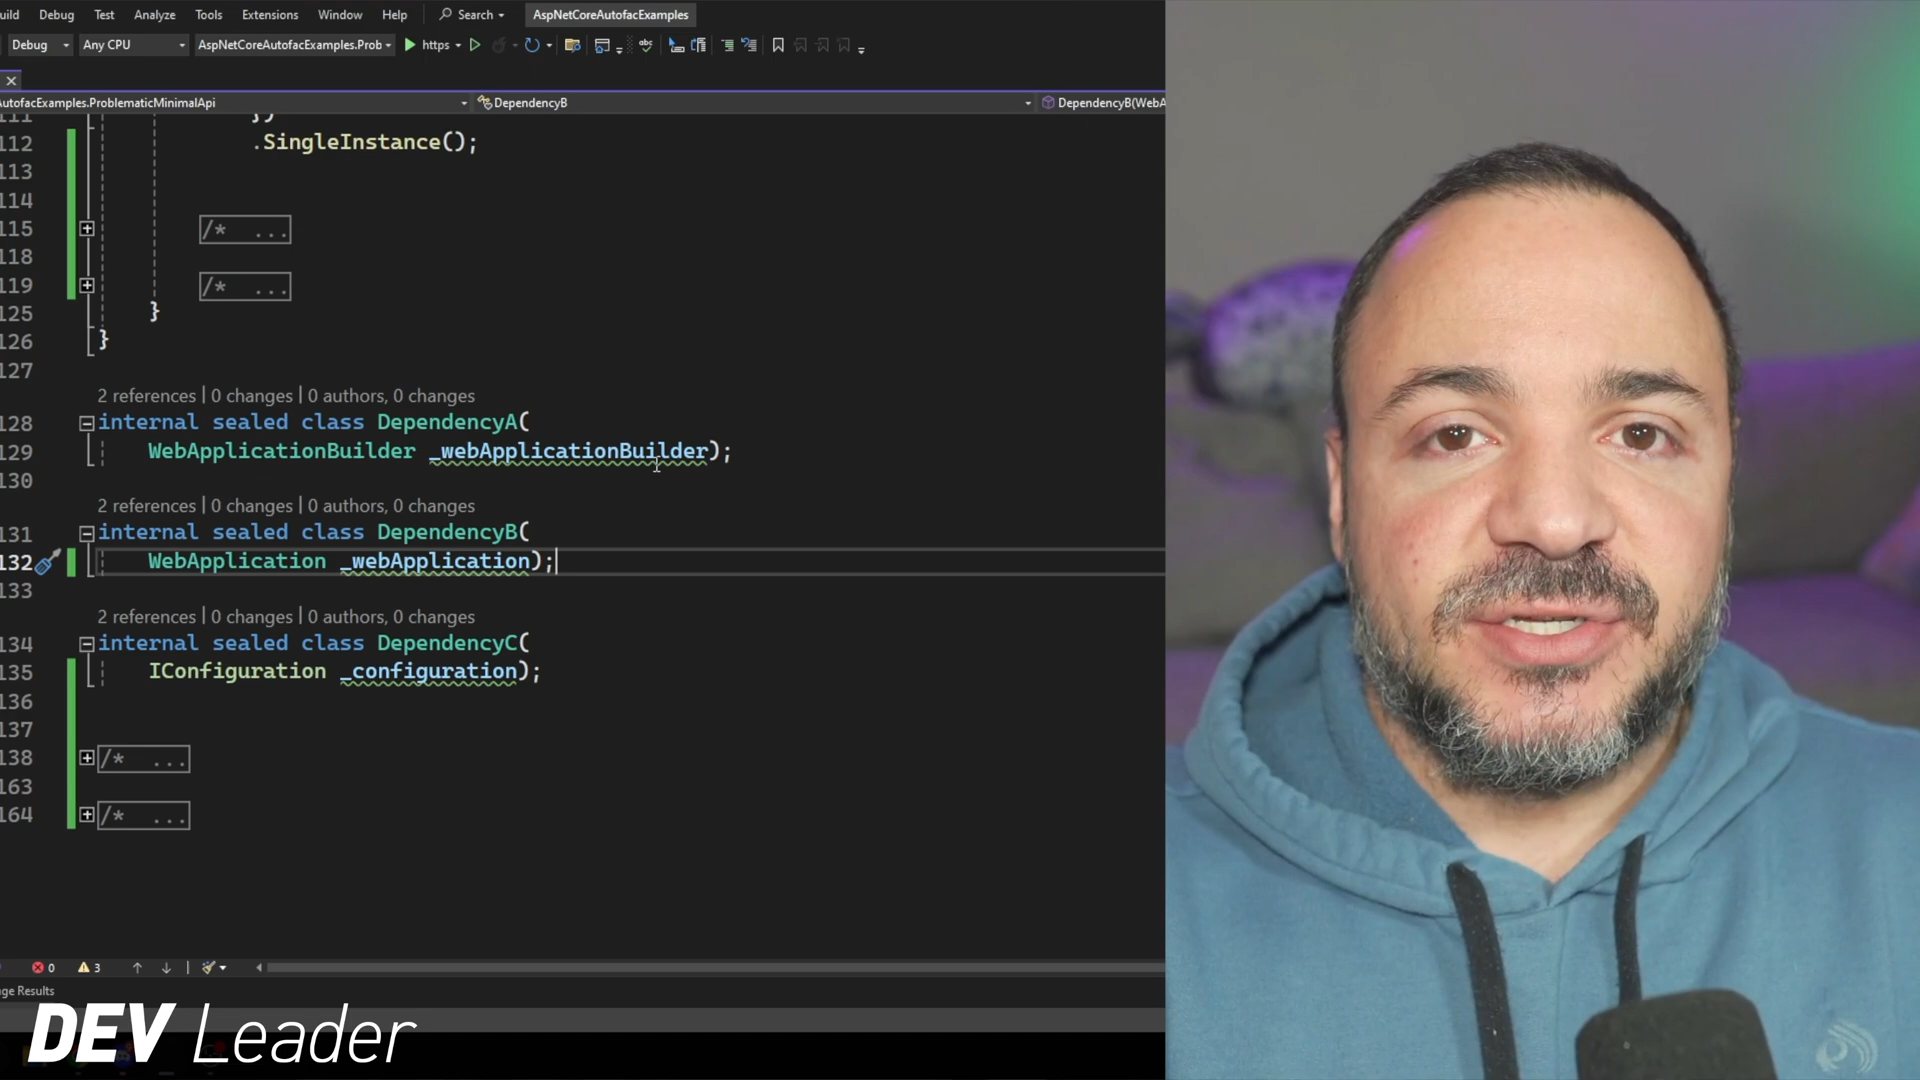 uild Debug Test Analyze Tools Extensions Window Help Search AspNetCoreAutofacExamples
Debug Any CPU AspNetCoreAutofacExamples.Prob https
AutofacExamples.ProblematicMinimalApi DependencyB DependencyB(WebA
111 })
112 .SingleInstance();
113
114
115 /* ...
118
119 /* ...
125 }
126 }
127
2 references | 0 changes | 0 authors, 0 changes
128 internal sealed class DependencyA(
129 WebApplicationBuilder _webApplicationBuilder);
130
2 references | 0 changes | 0 authors, 0 changes
131 internal sealed class DependencyB(
132 WebApplication _webApplication);
133
2 references | 0 changes | 0 authors, 0 changes
134 internal sealed class DependencyC(
135 IConfiguration _configuration);
136
137
138 /* ...
163
164 /* ...
0 3
ge Results
DEV Leader